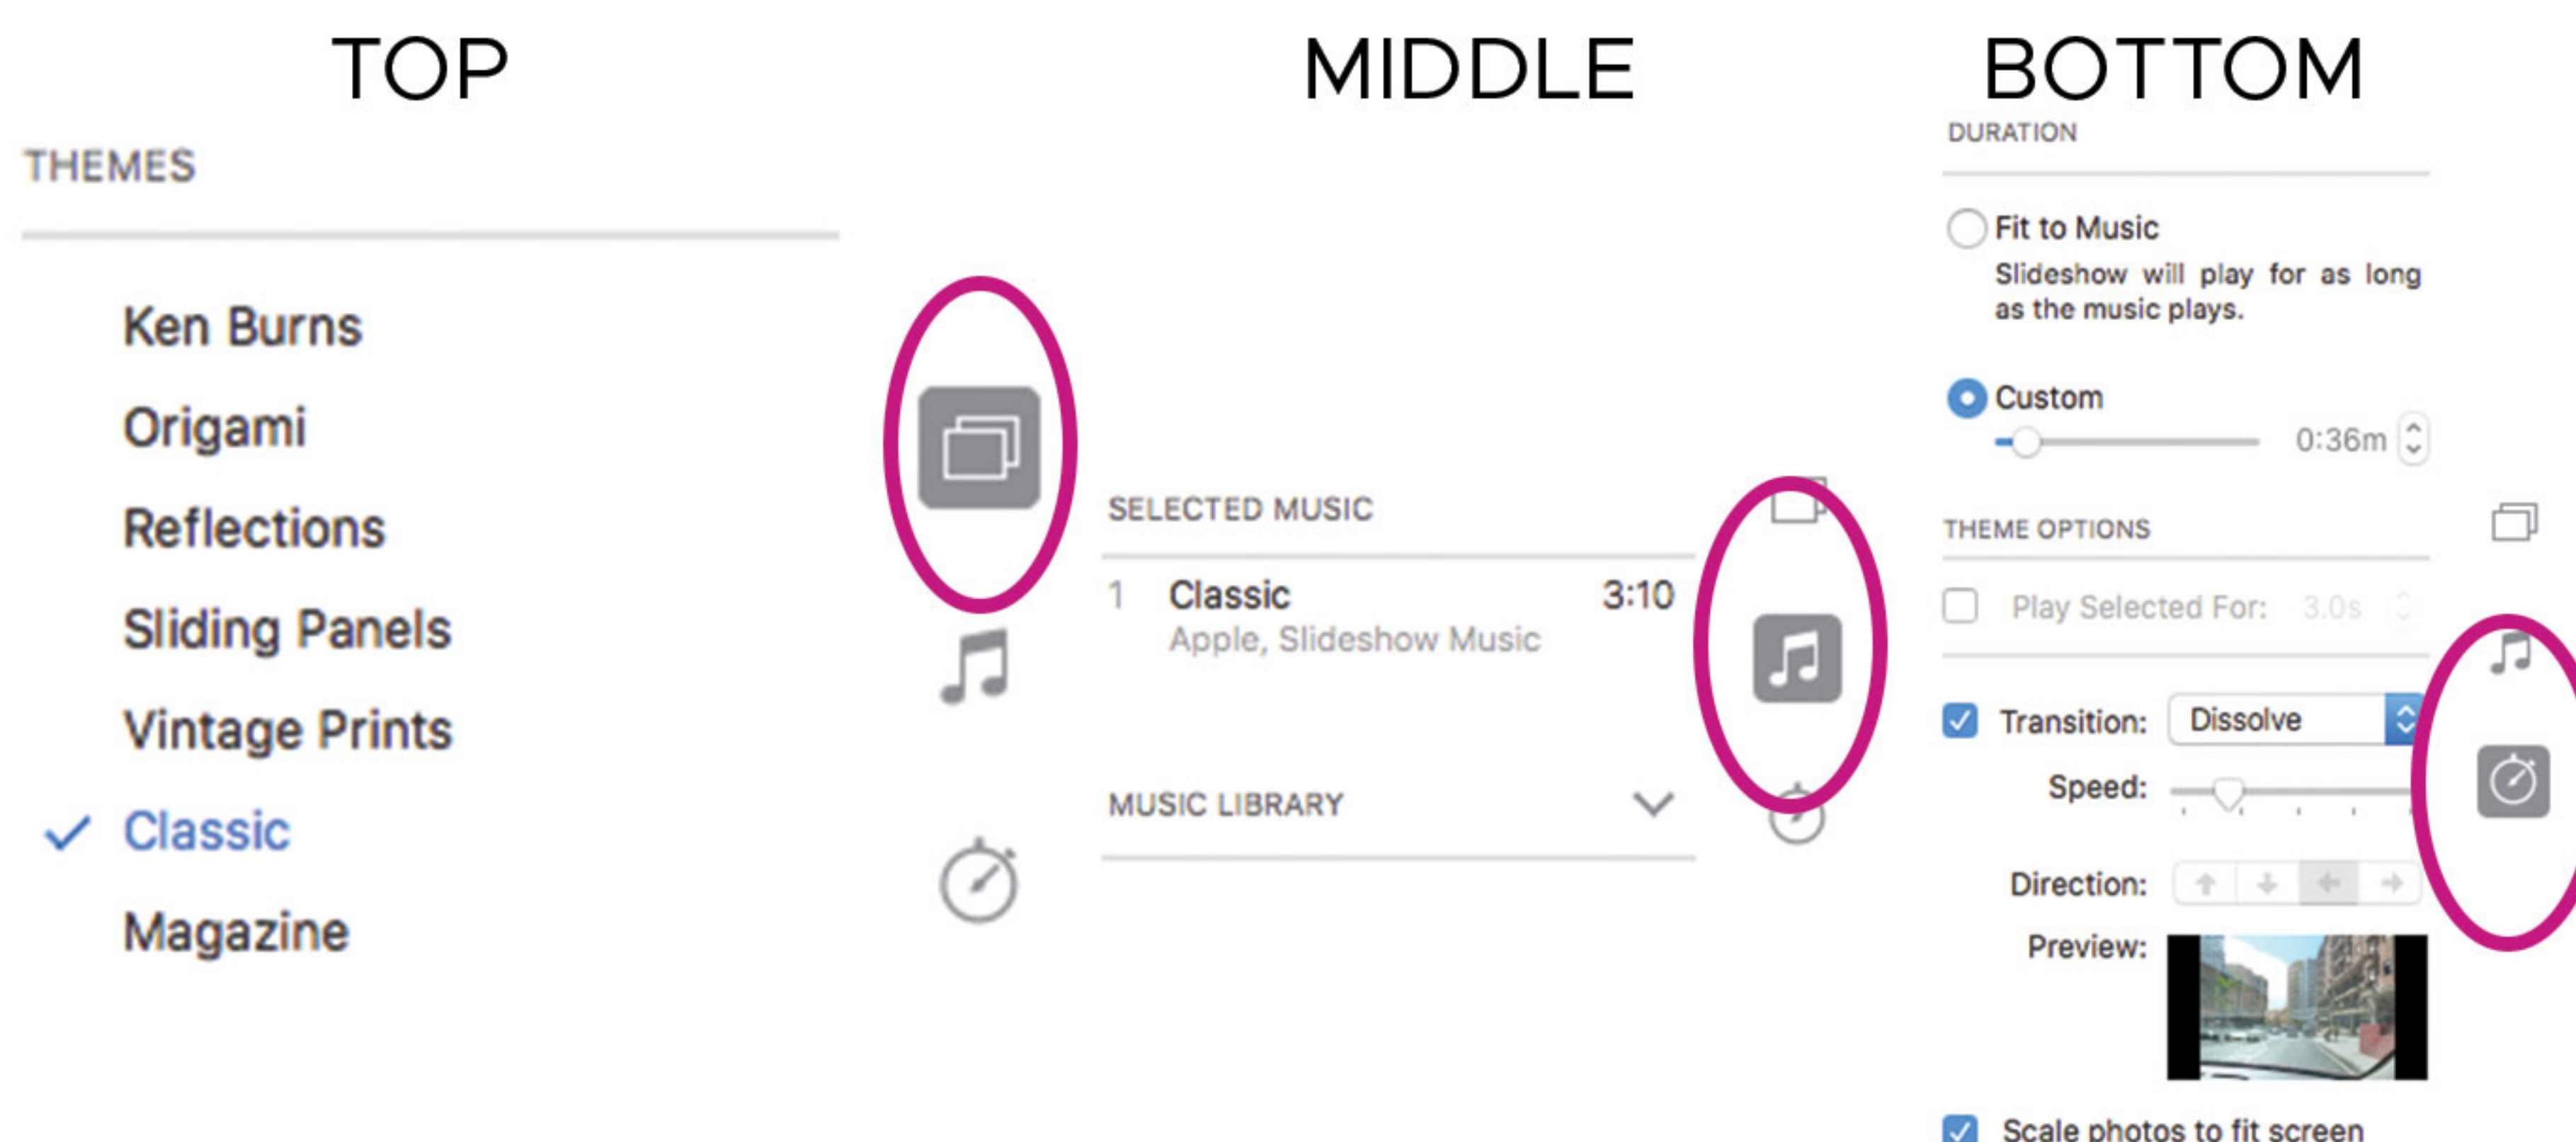 TOP
THEMES
Ken Burns
Origami
Reflections
Sliding Panels
Vintage Prints
Classic
Magazine
MIDDLE
SELECTED MUSIC
1 Classic 3:10
Apple, Slideshow Music
MUSIC LIBRARY
BOTTOM
DURATION
Fit to Music
Slideshow will play for as long
as the music plays.
Custom
0:36m
THEME OPTIONS
Play Selected For: 3.0s
Transition: Dissolve
Speed:
Direction:
Preview:
Scale photos to fit screen